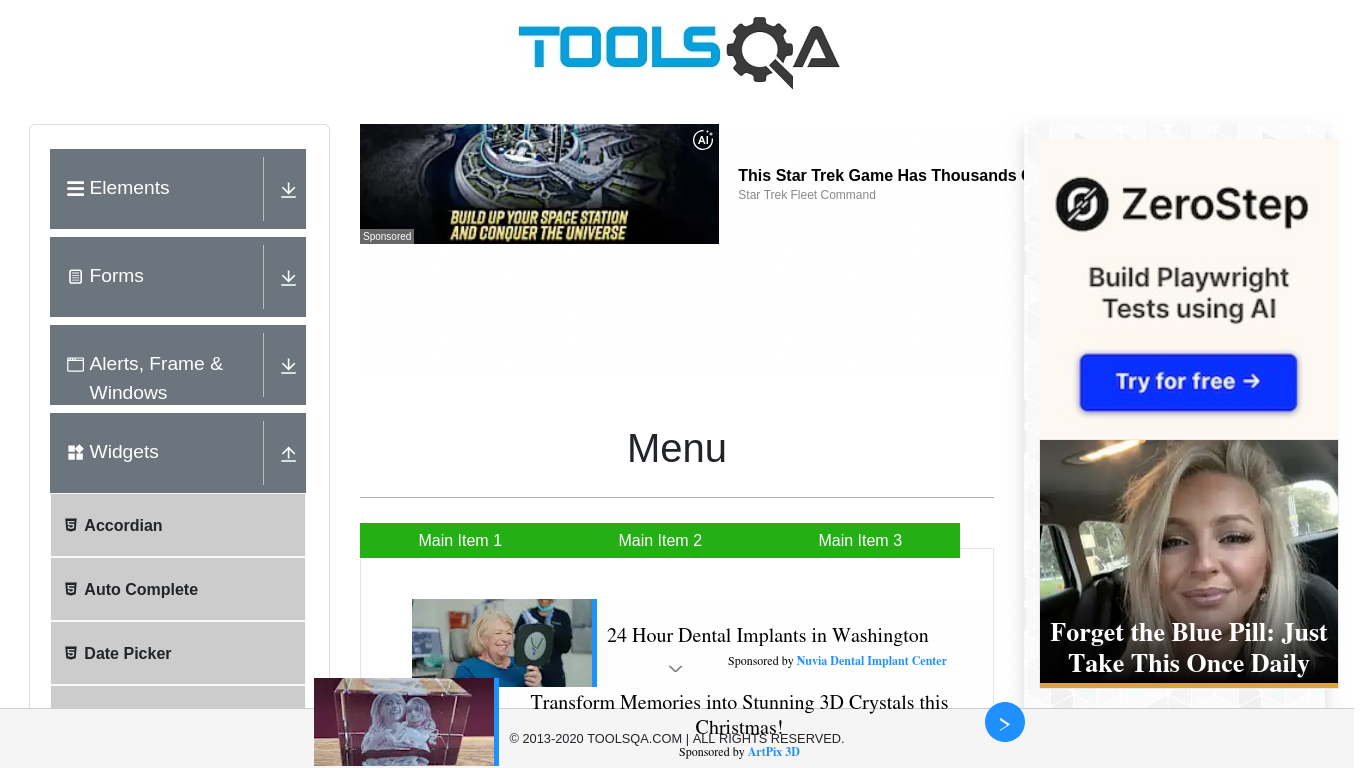 TOOLSQA
Elements
Forms
Alerts, Frame &
Windows
Widgets
Accordian
Auto Complete
Date Picker
AI
BUILD UP YOUR SPACE STATION
AND CONQUER THE UNIVERSE
Sponsored
This Star Trek Game Has Thousands
Star Trek Fleet Command
Menu
Main Item 1
Main Item 2
Main Item 3
24 Hour Dental Implants in Washington
Sponsored by Nuvia Dental Implant Center
Transform Memories into Stunning 3D Crystals this
Christmas!
© 2013-2020 TOOLSQA.COM | ALL RIGHTS RESERVED.
Sponsored by ArtPix 3D
ZeroStep
Build Playwright
Tests using AI
Try for free →
Forget the Blue Pill: Just
Take This Once Daily